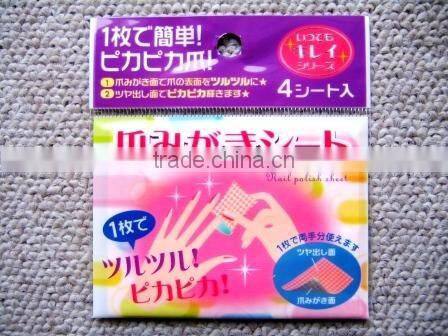 1枚で簡単!
ピカピカ爪!
いつでも
キレイ
シリーズ
① 爪みがき面で爪の表面をツルツルに★
② ツヤ出し面でピカピカ輝きます★
4シート入
爪みがきシート
trade.china.cn
Nail polish sheet
1枚で
ツルツル!
ピカピカ!
1枚で両手分使えます
ツヤ出し面
爪みがき面